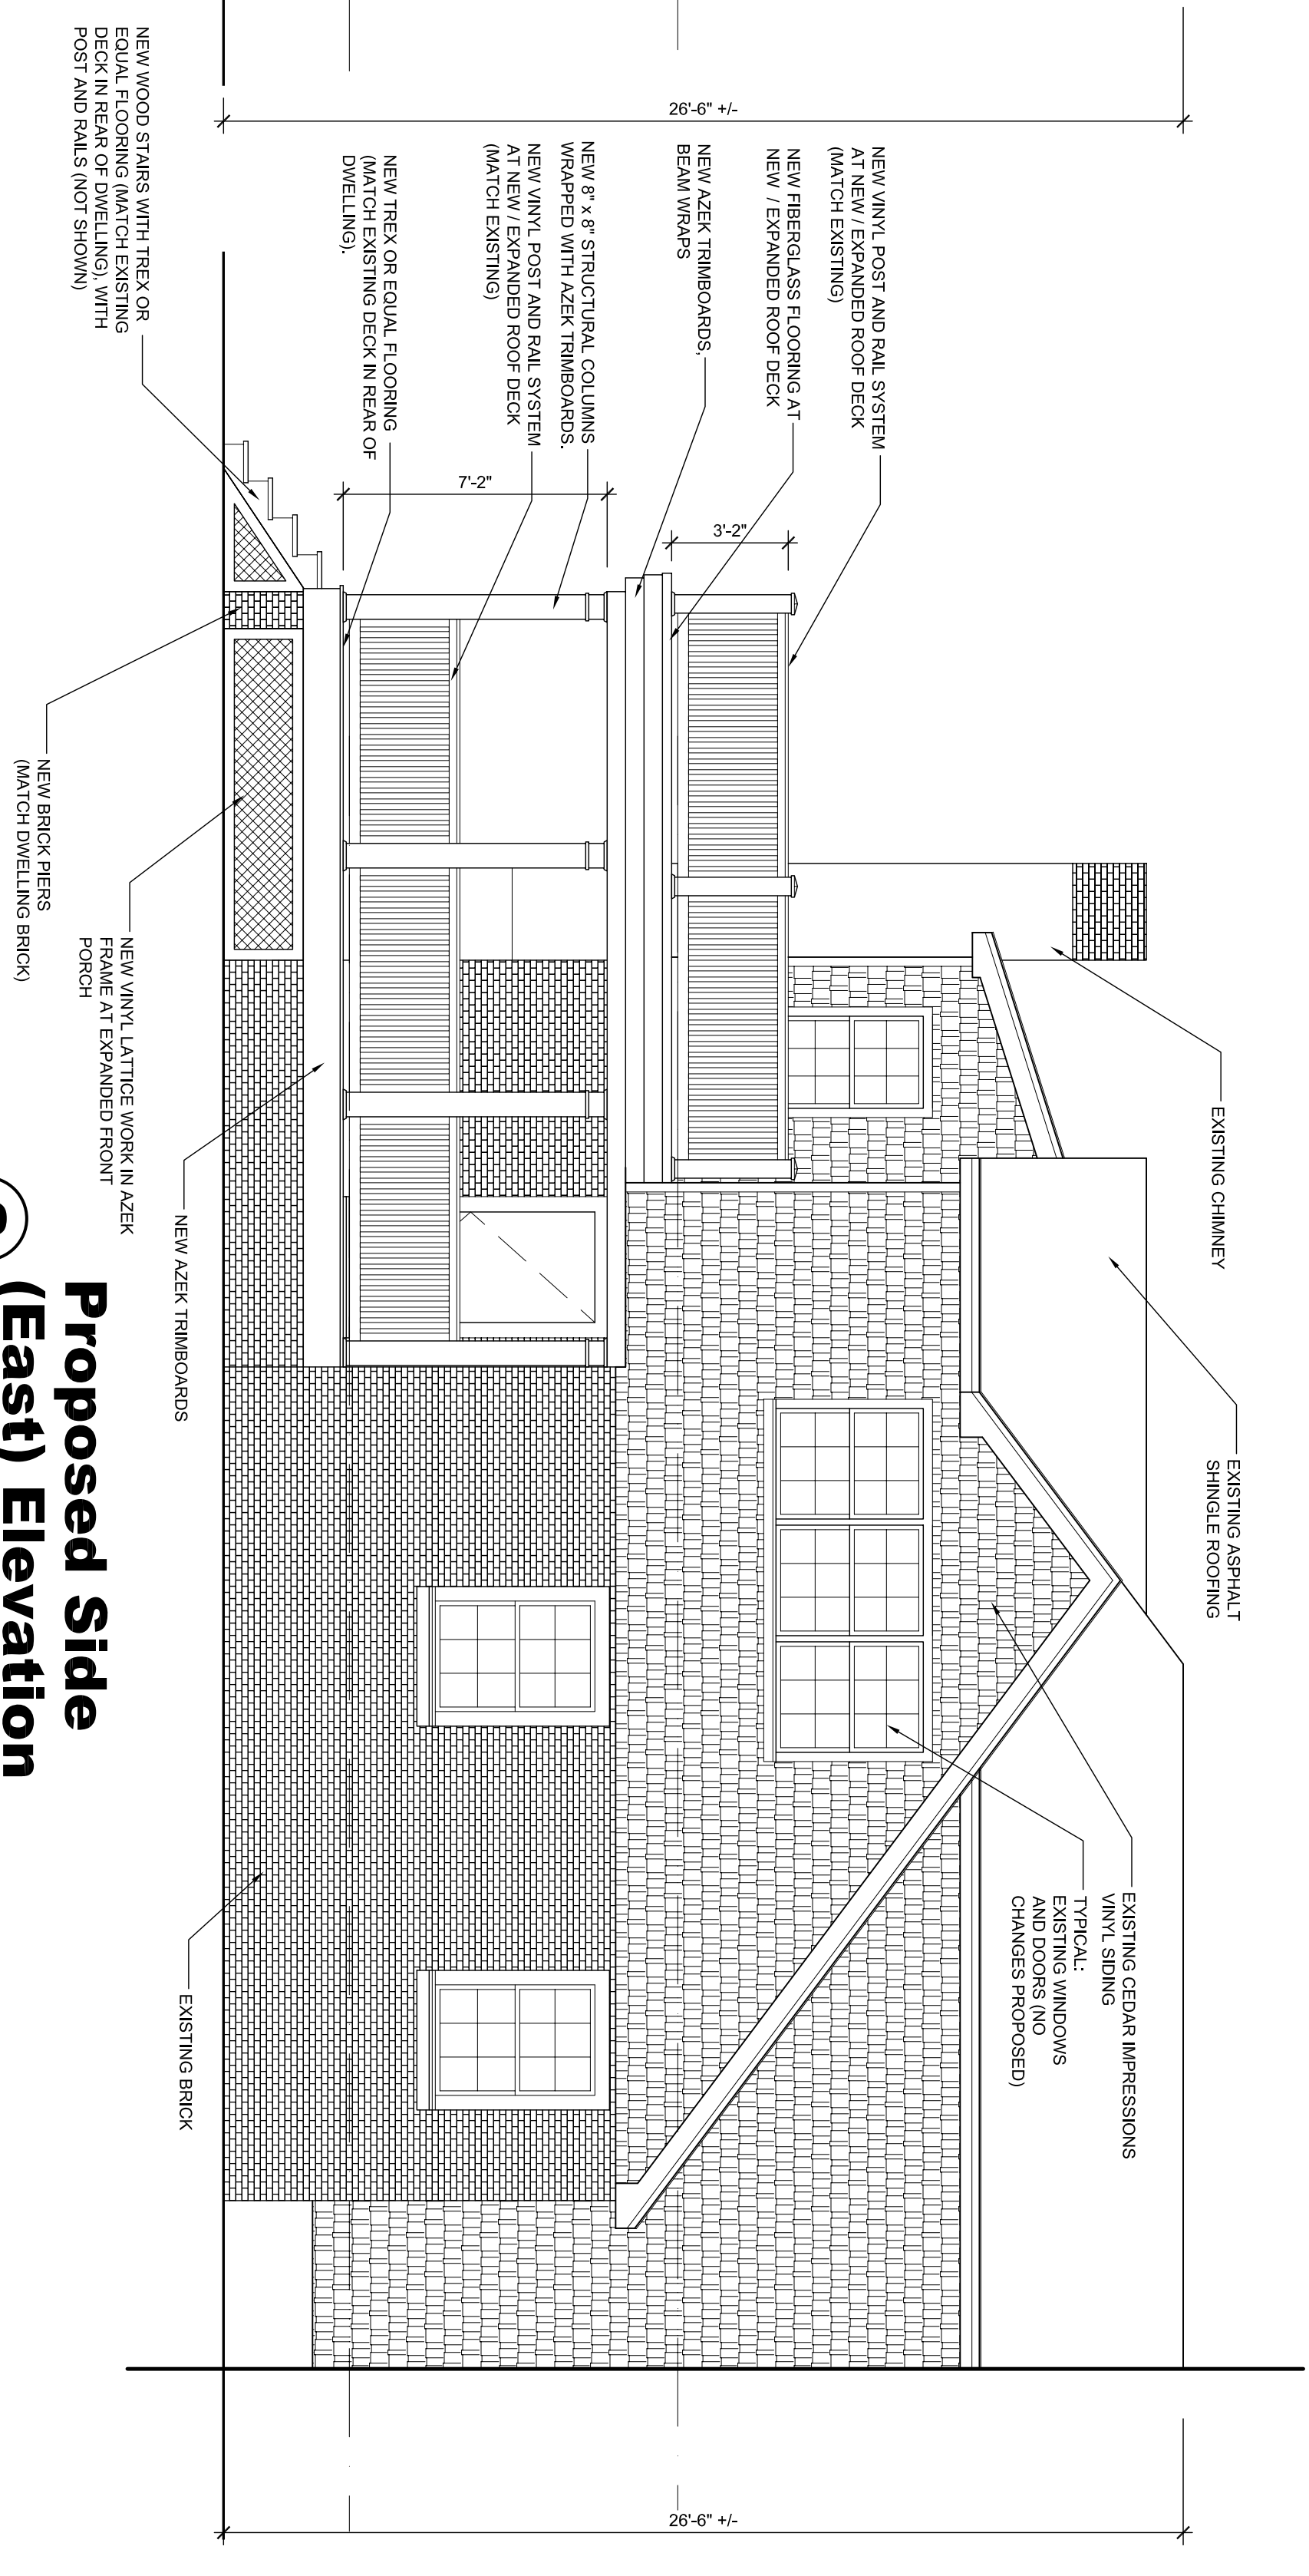 EXISTING CHIMNEY
EXISTING ASPHALT
SHINGLE ROOFING
EXISTING CEDAR IMPRESSIONS
VINYL SIDING
TYPICAL:
EXISTING WINDOWS
AND DOORS (NO
CHANGES PROPOSED)
26'-6" +/-
NEW VINYL POST AND RAIL SYSTEM
AT NEW / EXPANDED ROOF DECK
(MATCH EXISTING)
NEW FIBERGLASS FLOORING AT
NEW / EXPANDED ROOF DECK
NEW AZEK TRIMBOARDS,
BEAM WRAPS
NEW 8" x 8" STRUCTURAL COLUMNS
WRAPPED WITH AZEK TRIMBOARDS.
NEW VINYL POST AND RAIL SYSTEM
AT NEW / EXPANDED ROOF DECK
(MATCH EXISTING)
NEW TREX OR EQUAL FLOORING
(MATCH EXISTING DECK IN REAR OF
DWELLING).
3'-2"
7'-2"
26'-6" +/-
NEW WOOD STAIRS WITH TREX OR
EQUAL FLOORING (MATCH EXISTING
DECK IN REAR OF DWELLING), WITH
POST AND RAILS (NOT SHOWN)
NEW BRICK PIERS
(MATCH DWELLING BRICK)
NEW VINYL LATTICE WORK IN AZEK
FRAME AT EXPANDED FRONT
PORCH
NEW AZEK TRIMBOARDS
EXISTING BRICK
Proposed Side
(East) Elevation